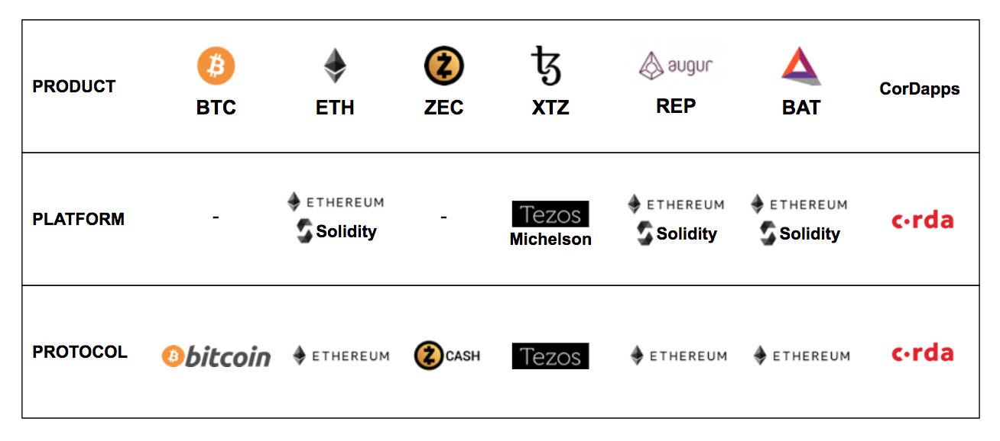 PRODUCT
BTC
ETH
ZEC
XTZ
augur
REP
BAT
CorDapps
PLATFORM
-
ETHEREUM
Solidity
-
Tezos
Michelson
ETHEREUM
Solidity
ETHEREUM
Solidity
c·rda
PROTOCOL
bitcoin
ETHEREUM
CASH
Tezos
ETHEREUM
ETHEREUM
c·rda